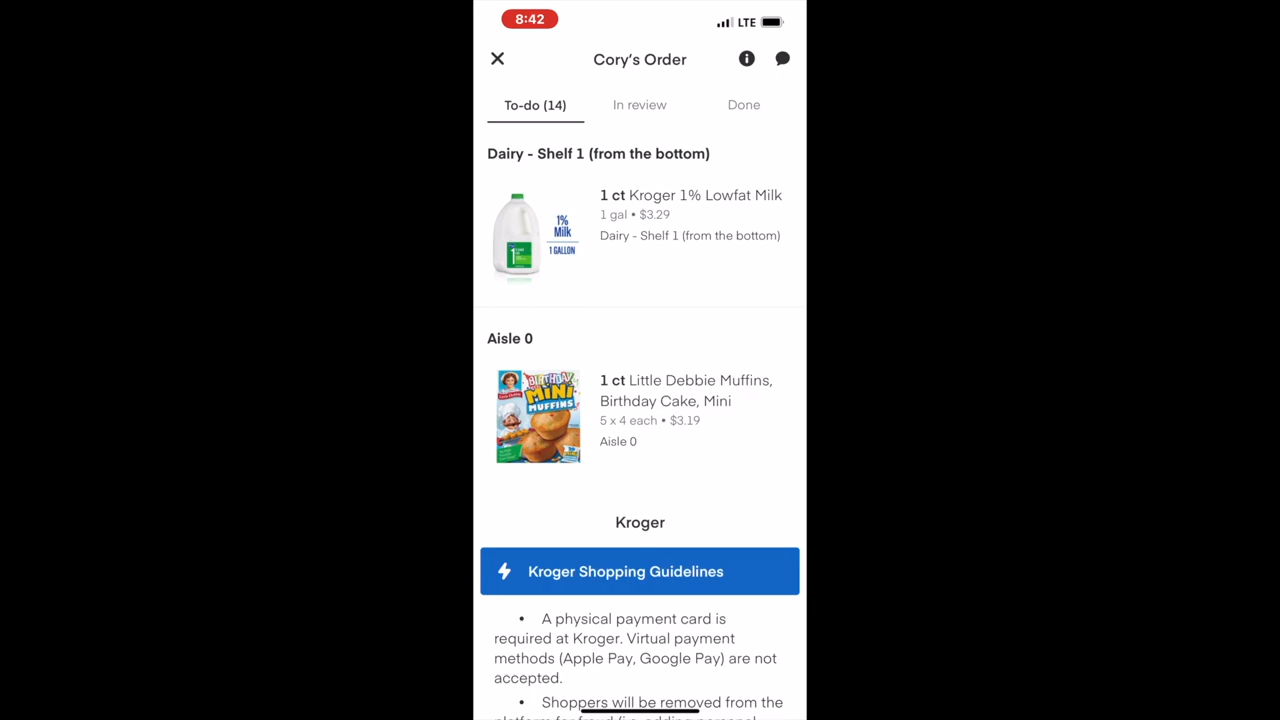 8:42
LTE
Cory's Order
To-do (14)
In review
Done
Dairy - Shelf 1 (from the bottom)
1%
Milk
1 GALLON
1 ct Kroger 1% Lowfat Milk
1 gal • $3.29
Dairy - Shelf 1 (from the bottom)
Aisle 0
BIRTHDAY
MINI
MUFFINS
1 ct Little Debbie Muffins,
Birthday Cake, Mini
5 x 4 each • $3.19
Aisle 0
Kroger
Kroger Shopping Guidelines
• A physical payment card is
required at Kroger. Virtual payment
methods (Apple Pay, Google Pay) are not
accepted.
• Shoppers will be removed from the